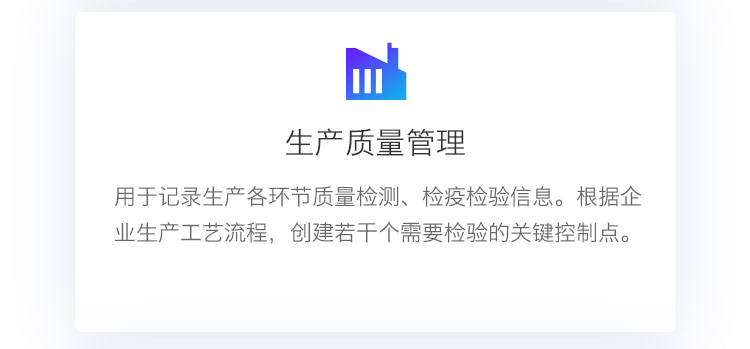 生产质量管理
用于记录生产各环节质量检测、检疫检验信息。根据企
业生产工艺流程，创建若干个需要检验的关键控制点。